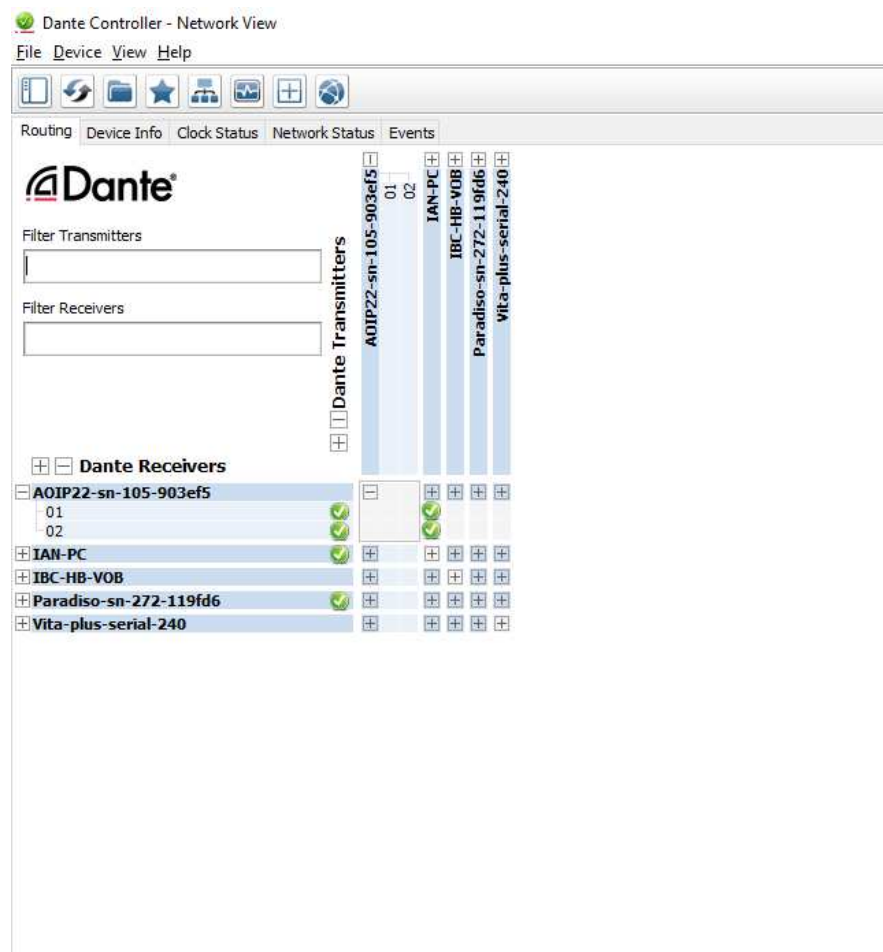 Dante Controller - Network View
File Device View Help
Routing Device Info Clock Status Network Status Events
Dante®
Filter Transmitters
Filter Receivers
Dante Transmitters
AOIP22-sn-105-903ef5
01
02
IAN-PC
IBC-HB-VOB
Paradiso-sn-272-119fd6
Vita-plus-serial-240
Dante Receivers
AOIP22-sn-105-903ef5
01
02
IAN-PC
IBC-HB-VOB
Paradiso-sn-272-119fd6
Vita-plus-serial-240